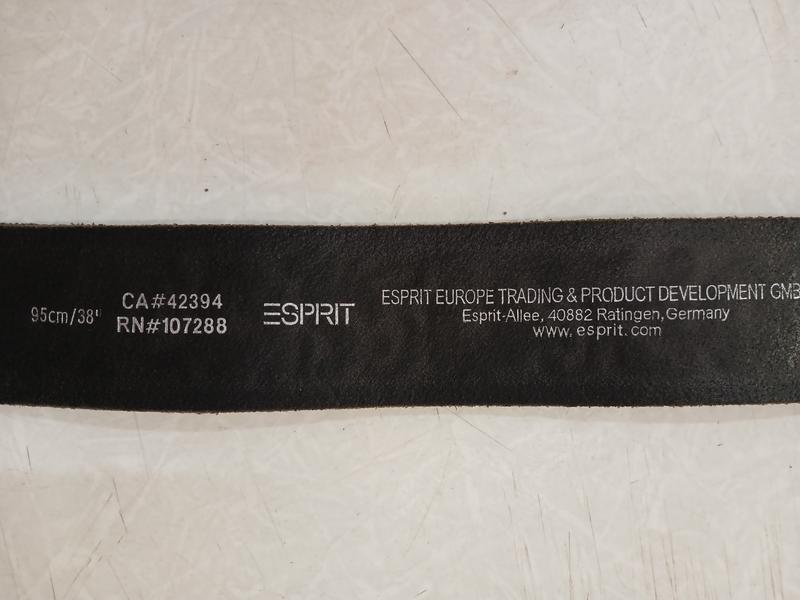 95cm/38"
CA#42394
RN#107288
ESPRIT
ESPRIT EUROPE TRADING & PRODUCT DEVELOPMENT GMB
Esprit-Allee, 40882 Ratingen, Germany
www.esprit.com